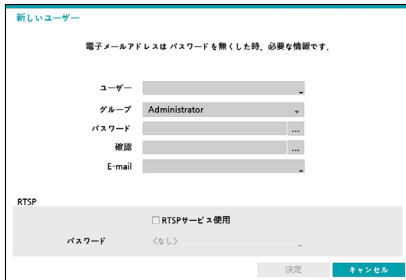 新しいユーザー
電子メールアドレスは パスワードを無くした時、必要な情報です.
ユーザー
グループ Administrator
パスワード ...
確認 ...
E-mail
RTSP
RTSPサービス使用
パスワード 〈なし〉
決定 キャンセル